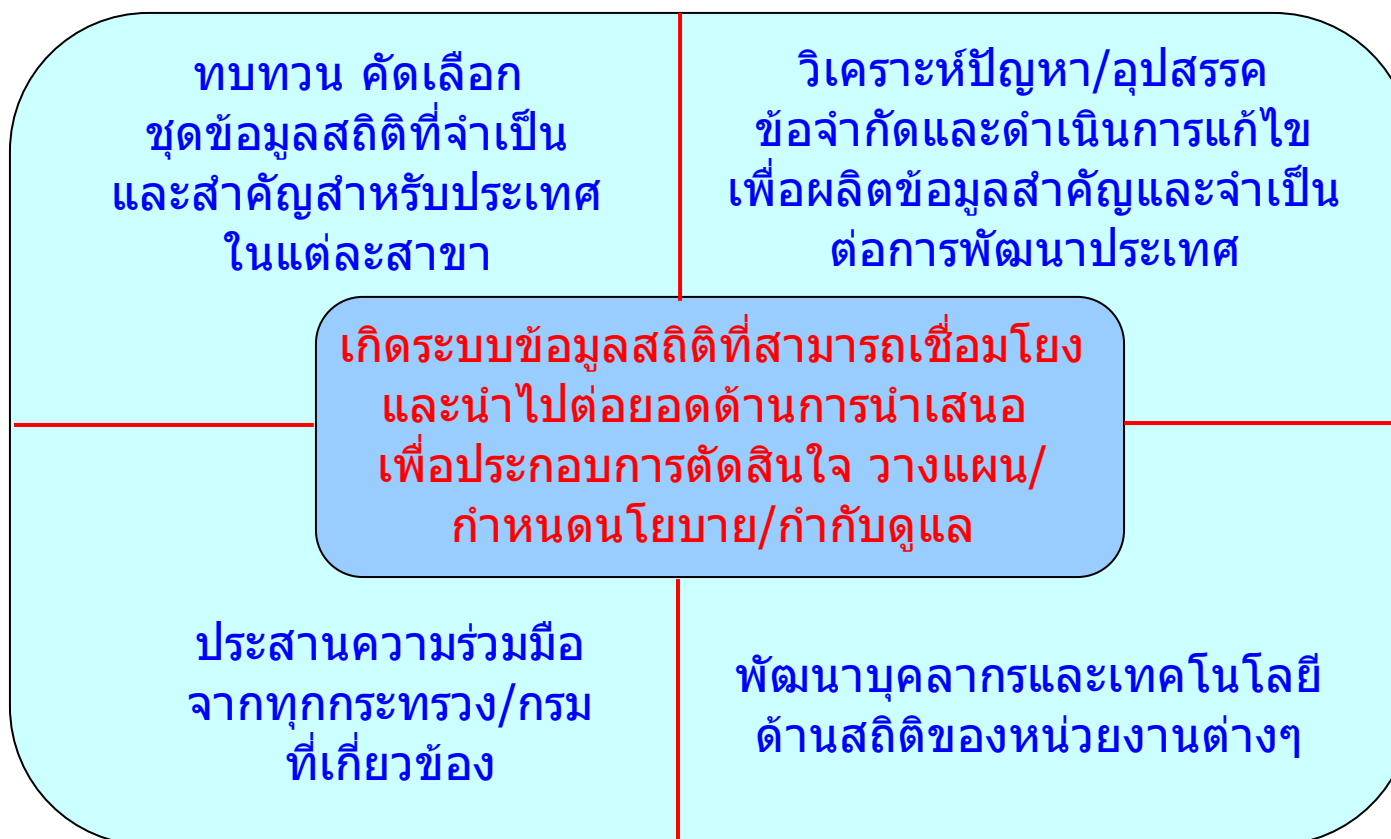 ทบทวน คัดเลือก
ชุดข้อมูลสถิติที่จำเป็น
และสำคัญสำหรับประเทศ
ในแต่ละสาขา
วิเคราะห์ปัญหา/อุปสรรค
ข้อจำกัดและดำเนินการแก้ไข
เพื่อผลิตข้อมูลสำคัญและจำเป็น
ต่อการพัฒนาประเทศ
เกิดระบบข้อมูลสถิติที่สามารถเชื่อมโยง
และนำไปต่อยอดด้านการนำเสนอ
เพื่อประกอบการตัดสินใจ วางแผน/
กำหนดนโยบาย/กำกับดูแล
ประสานความร่วมมือ
จากทุกกระทรวง/กรม
ที่เกี่ยวข้อง
พัฒนาบุคลากรและเทคโนโลยี
ด้านสถิติของหน่วยงานต่างๆ